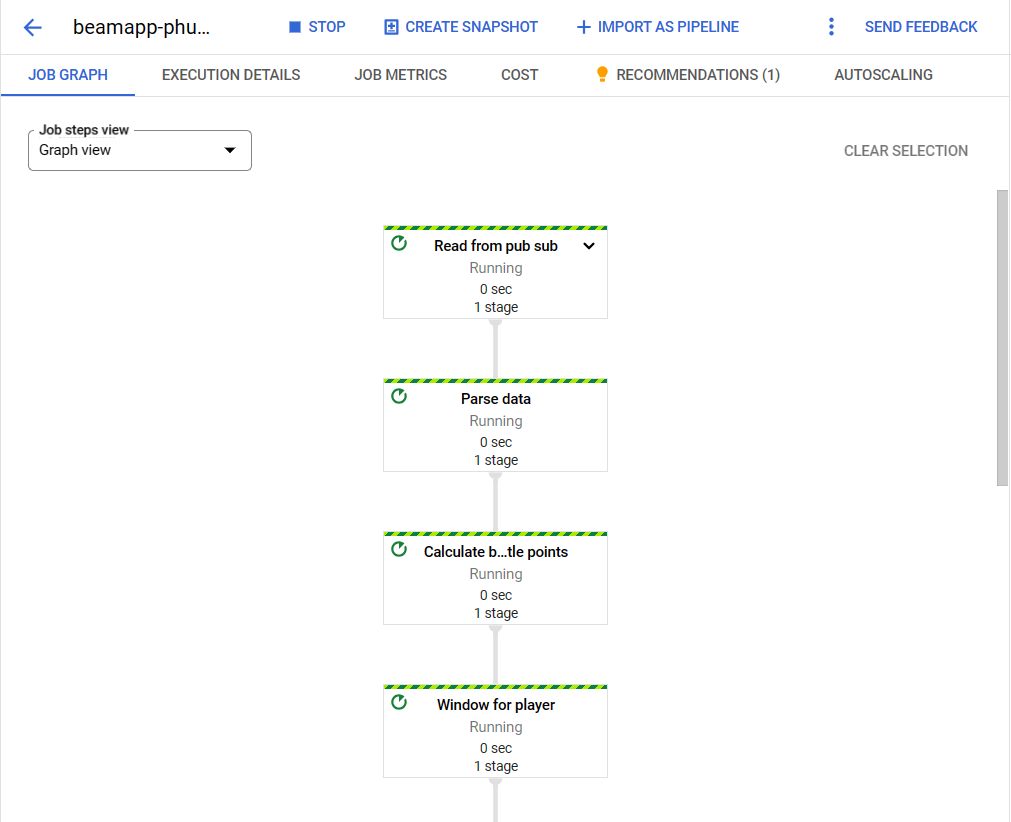 beamapp-phu...
STOP
CREATE SNAPSHOT
IMPORT AS PIPELINE
SEND FEEDBACK
JOB GRAPH
EXECUTION DETAILS
JOB METRICS
COST
RECOMMENDATIONS (1)
AUTOSCALING
Job steps view
Graph view
CLEAR SELECTION
Read from pub sub
Running
0 sec
1 stage
Parse data
Running
0 sec
1 stage
Calculate b...tle points
Running
0 sec
1 stage
Window for player
Running
0 sec
1 stage